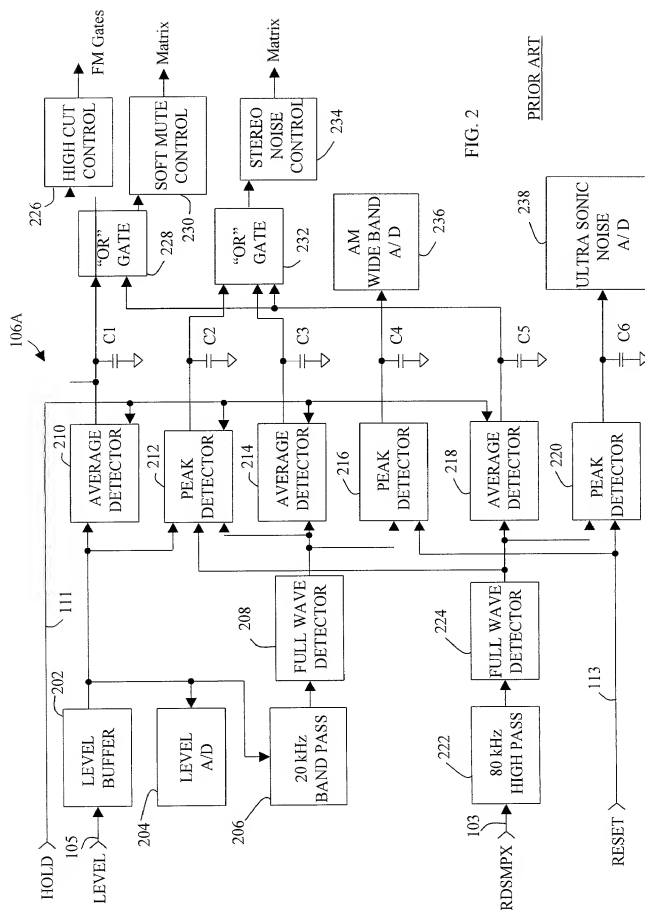 106A
HOLD
111
LEVEL
105
202
LEVEL
BUFFER
204
LEVEL
A/D
206
20 kHz
BAND PASS
208
FULL WAVE
DETECTOR
RDSMPX
103
222
80 kHz
HIGH PASS
224
FULL WAVE
DETECTOR
RESET
113
210
AVERAGE
DETECTOR
212
PEAK
DETECTOR
214
AVERAGE
DETECTOR
216
PEAK
DETECTOR
218
AVERAGE
DETECTOR
220
PEAK
DETECTOR
C1
C2
C3
C4
C5
C6
226
HIGH CUT
CONTROL
FM Gates
"OR"
GATE
228
SOFT MUTE
CONTROL
230
Matrix
"OR"
GATE
232
STEREO
NOISE
CONTROL
234
Matrix
AM
WIDE BAND
A/ D
236
238
ULTRA SONIC
NOISE
A/ D
FIG. 2
PRIOR ART